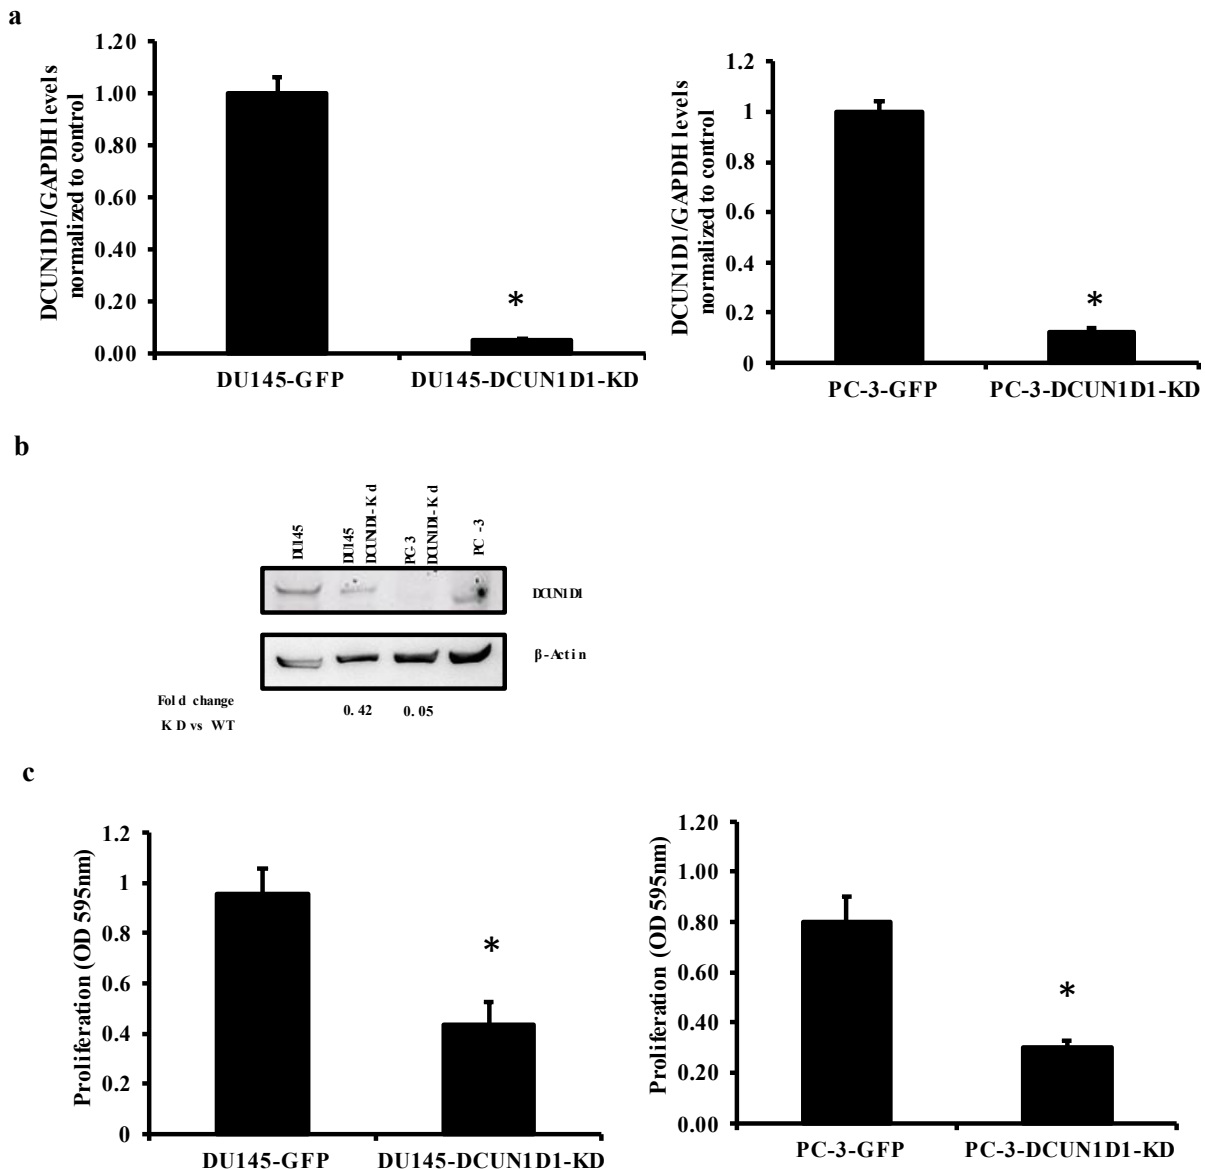 a
DCUN1D1/GAPDH levels
normalized to control
1.20
1.00
0.80
0.60
0.40
0.20
0.00
*
DU145-GFP
DU145-DCUN1D1-KD
DCUN1D1/GAPDH levels
normalized to control
1.2
1
0.8
0.6
0.4
0.2
0
*
PC-3-GFP
PC-3-DCUN1D1-KD
b
DU145
DU145
DCUN1D1-Kd
PC-3
DCUN1D1-Kd
PC-3
DCUN1D1
β-Actin
Fold change
KD vs WT
0.42
0.05
c
Proliferation (OD 595nm)
1.2
1
0.8
0.6
0.4
0.2
0
*
DU145-GFP
DU145-DCUN1D1-KD
Proliferation (OD 595nm)
1.20
1.00
0.80
0.60
0.40
0.20
0.00
*
PC-3-GFP
PC-3-DCUN1D1-KD